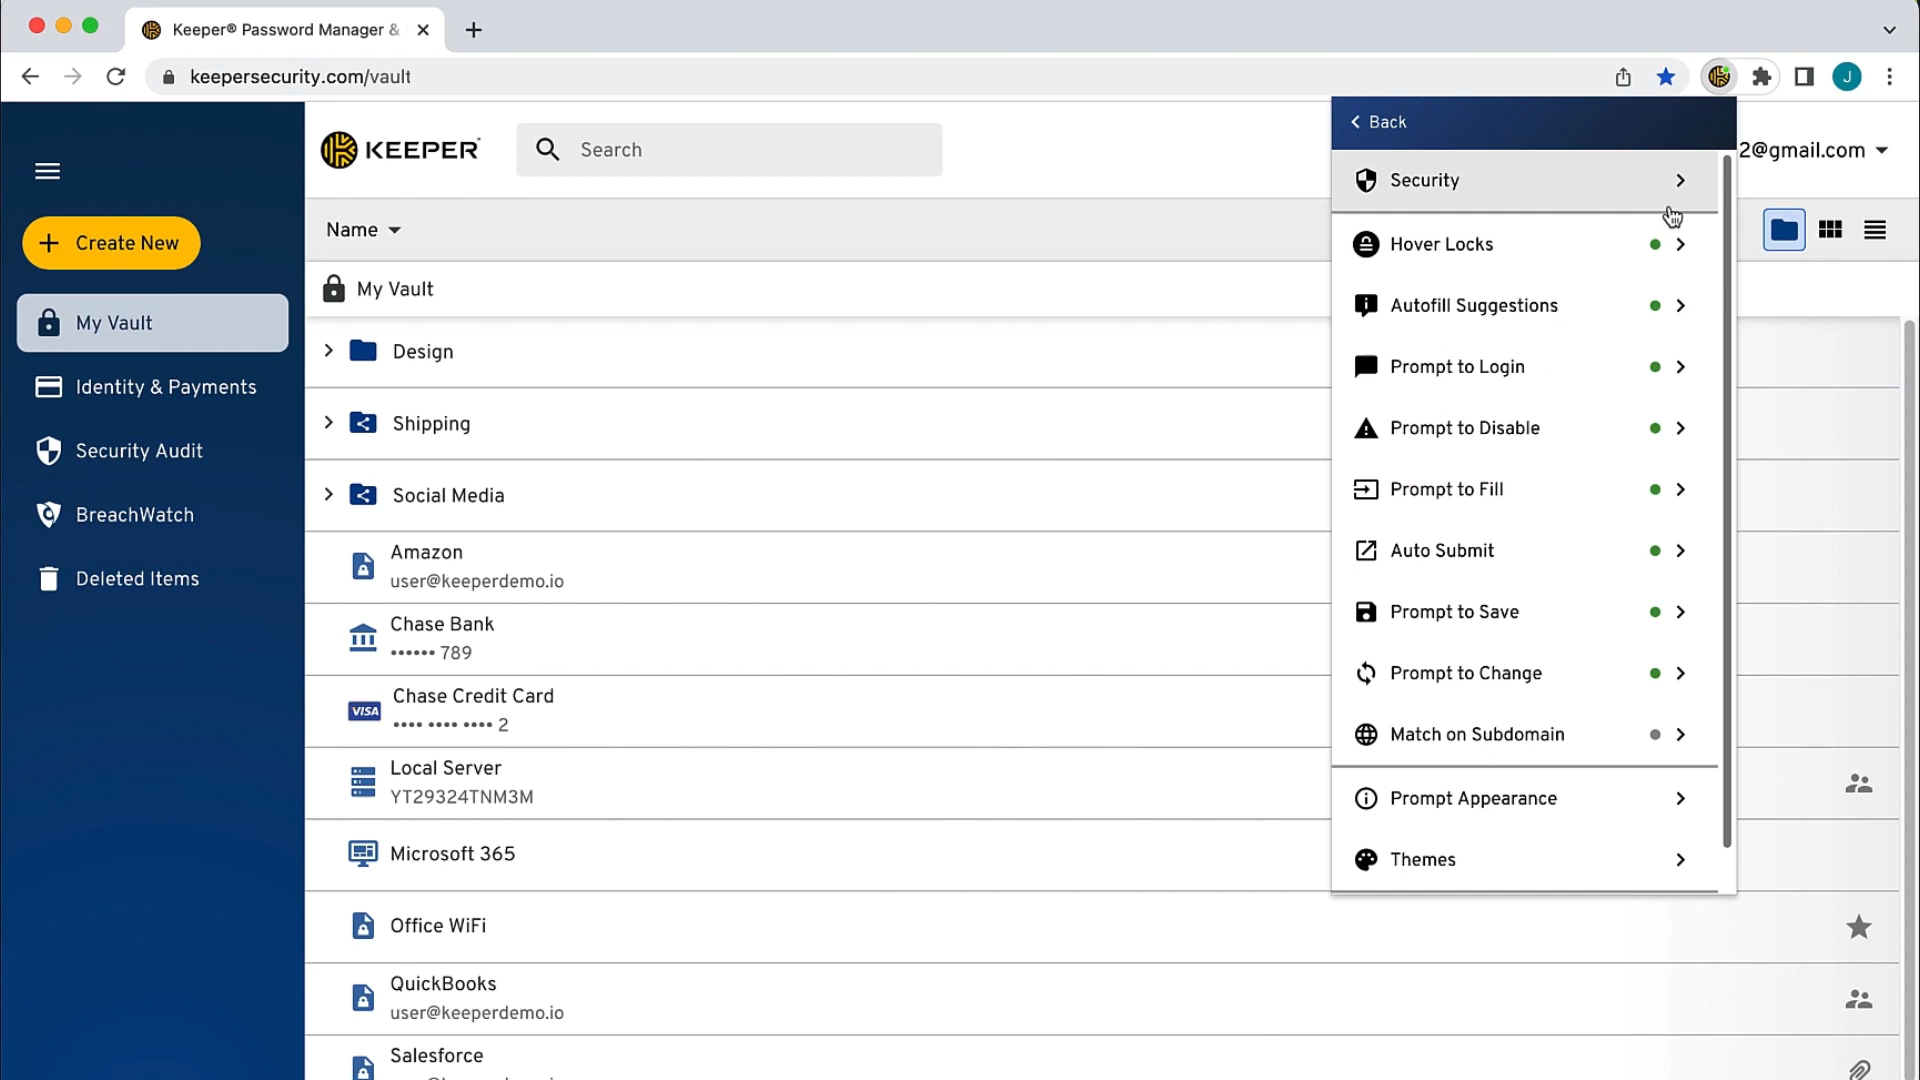 Keeper® Password Manager &
keepersecurity.com/vault
J
KEEPER
Search
2@gmail.com
Back
Security
Hover Locks
Autofill Suggestions
Prompt to Login
Prompt to Disable
Prompt to Fill
Auto Submit
Prompt to Save
Prompt to Change
Match on Subdomain
Prompt Appearance
Themes
Create New
My Vault
Identity & Payments
Security Audit
BreachWatch
Deleted Items
Name
My Vault
Design
Shipping
Social Media
Amazon
user@keeperdemo.io
Chase Bank
•••••• 789
VISA
Chase Credit Card
•••• •••• •••• 2
Local Server
YT29324TNM3M
Microsoft 365
Office WiFi
QuickBooks
user@keeperdemo.io
Salesforce